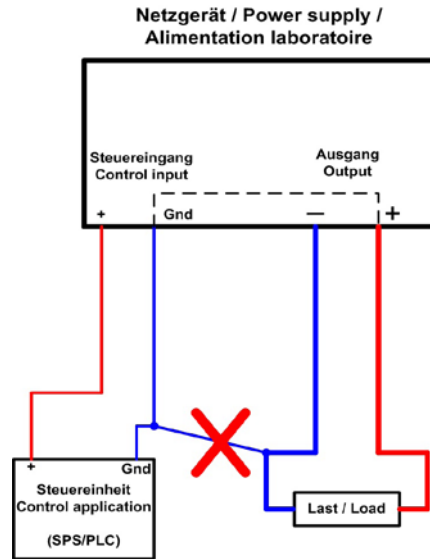 Netzgerät / Power supply /
Alimentation laboratoire
Steuereingang
Control input
Ausgang
Output
+
Gnd
—
+
+
Gnd
Steuereinheit
Control application
(SPS/PLC)
Last / Load